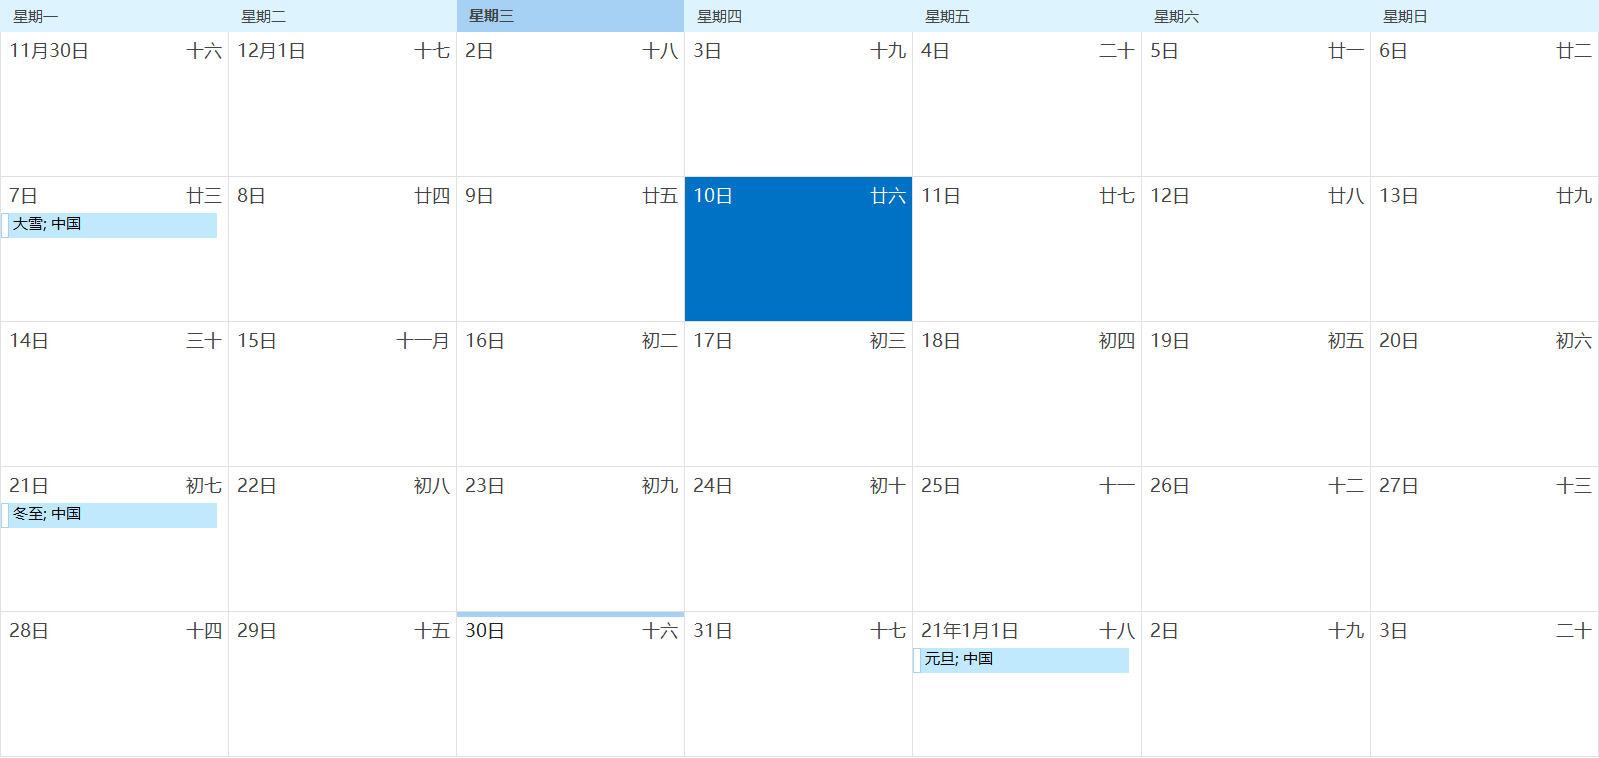 星期一 星期二 星期三 星期四 星期五 星期六 星期日
11月30日 十六 12月1日 十七 2日 十八 3日 十九 4日 二十 5日 廿一 6日 廿二
7日 廿三 8日 廿四 9日 廿五 10日 廿六 11日 廿七 12日 廿八 13日 廿九
大雪; 中国
14日 三十 15日 十一月 16日 初二 17日 初三 18日 初四 19日 初五 20日 初六
21日 初七 22日 初八 23日 初九 24日 初十 25日 十一 26日 十二 27日 十三
冬至; 中国
28日 十四 29日 十五 30日 十六 31日 十七 21年1月1日 十八 2日 十九 3日 二十
元旦; 中国